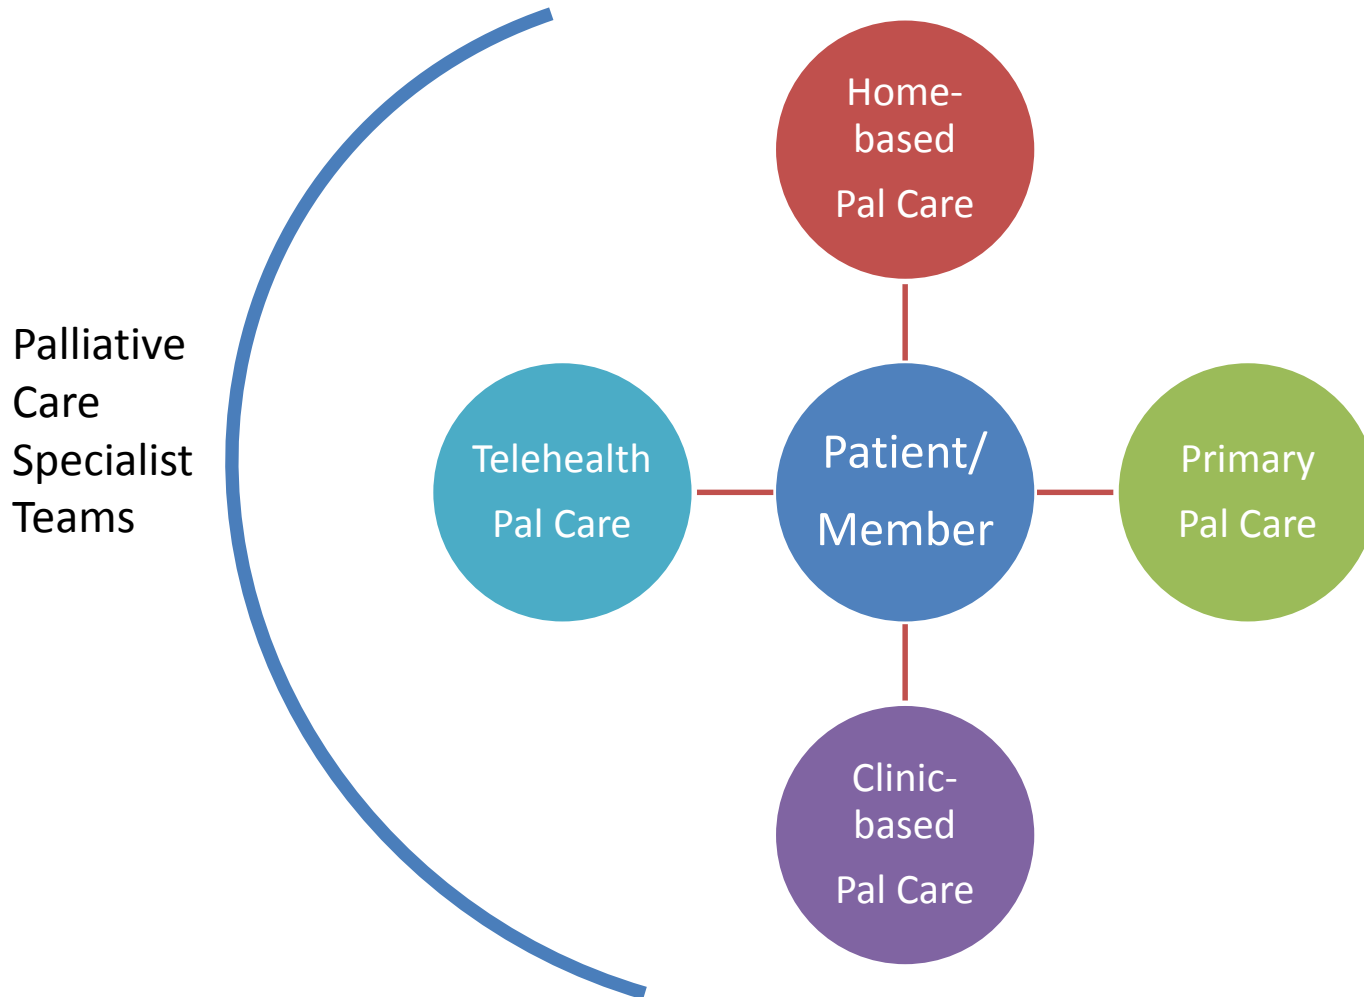 Home-
based
Pal Care
Palliative
Care
Specialist
Teams
Telehealth
Pal Care
Patient/
Member
Primary
Pal Care
Clinic-
based
Pal Care